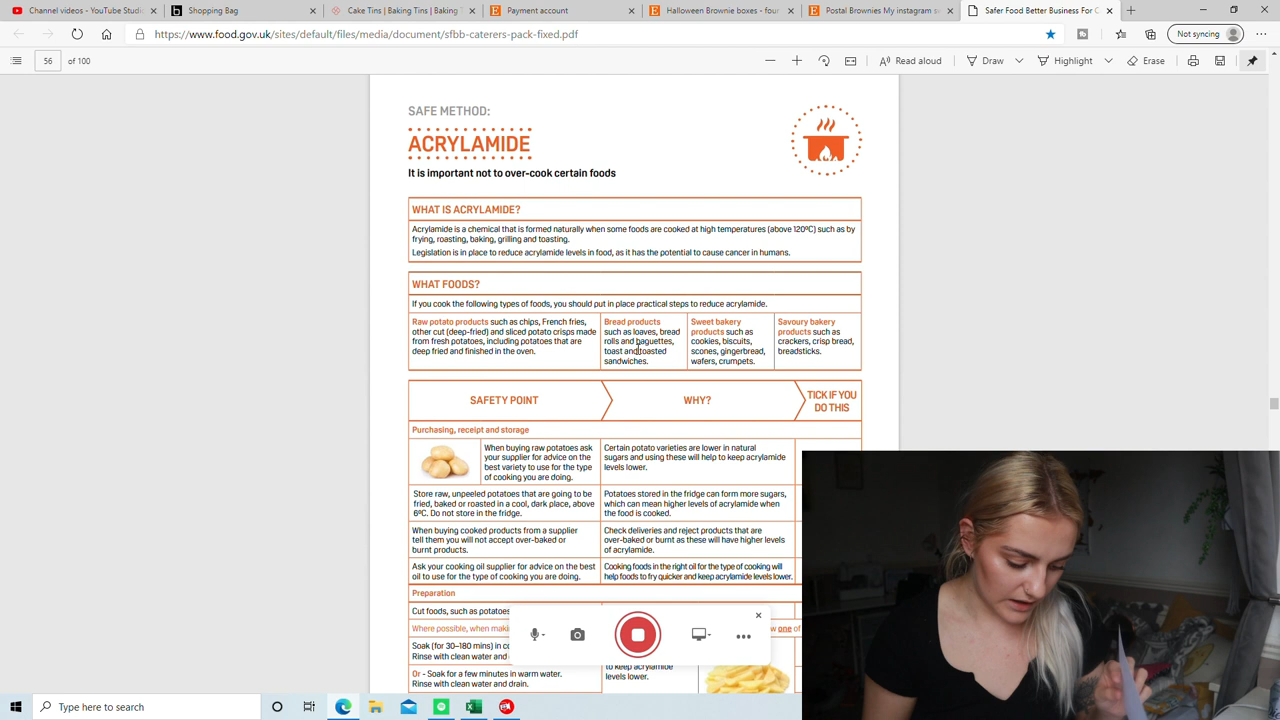 Channel videos - YouTube Studi
Shopping Bag
Cake Tins | Baking Tins | Baking T
Payment account
Halloween Brownie boxes - four
Postal Brownies My instagram s
Safer Food Better Business For C
https://www.food.gov.uk/sites/default/files/media/document/sfbb-caterers-pack-fixed.pdf
Not syncing
56 of 100
Read aloud
Draw
Highlight
Erase
SAFE METHOD:
ACRYLAMIDE
It is important not to over-cook certain foods
WHAT IS ACRYLAMIDE?
Acrylamide is a chemical that is formed naturally when some foods are cooked at high temperatures (above 120ºC) such as by
frying, roasting, baking, grilling and toasting.
Legislation is in place to reduce acrylamide levels in food, as it has the potential to cause cancer in humans.
WHAT FOODS?
If you cook the following types of foods, you should put in place practical steps to reduce acrylamide.
Raw potato products such as chips, French fries,
other cut (deep-fried) and sliced potato crisps made
from fresh potatoes, including potatoes that are
deep fried and finished in the oven.
Bread products
such as loaves, bread
rolls and baguettes,
toast and toasted
sandwiches.
Sweet bakery
products such as
cookies, biscuits,
scones, gingerbread,
wafers, crumpets.
Savoury bakery
products such as
crackers, crisp bread,
breadsticks.
SAFETY POINT
WHY?
TICK IF YOU
DO THIS
Purchasing, receipt and storage
When buying raw potatoes ask
your supplier for advice on the
best variety to use for the type
of cooking you are doing.
Certain potato varieties are lower in natural
sugars and using these will help to keep acrylamide
levels lower.
Store raw, unpeeled potatoes that are going to be
fried, baked or roasted in a cool, dark place, above
6ºC. Do not store in the fridge.
Potatoes stored in the fridge can form more sugars,
which can mean higher levels of acrylamide when
the food is cooked.
When buying cooked products from a supplier
tell them you will not accept over-baked or
burnt products.
Check deliveries and reject products that are
over-baked or burnt as these will have higher levels
of acrylamide.
Ask your cooking oil supplier for advice on the best
oil to use for the type of cooking you are doing.
Cooking foods in the right oil for the type of cooking will
help foods to fry quicker and keep acrylamide levels lower.
Preparation
Cut foods, such as potatoes
Where possible, when maki
w one of
Soak (for 30–180 mins) in co
Rinse with clean water and
Or - Soak for a few minutes in warm water.
Rinse with clean water and drain.
to keep acrylamide
levels lower.
Type here to search